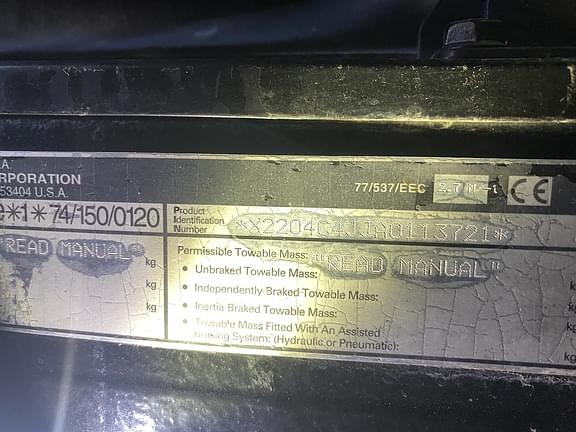 .A.
RPORATION
53404 U.S.A.
77/537/EEC
CE
e*1*74/150/0120
Product
Identification
Number
*X2204C4JJA0113721*
"READ MANUAL"
kg
kg
kg
Permissible Towable Mass:
"READ MANUAL"
• Unbraked Towable Mass:
• Independently Braked Towable Mass:
• Inertia Braked Towable Mass:
• Towable Mass Fitted With An Assisted
Braking System: (Hydraulic or Pneumatic):
kg